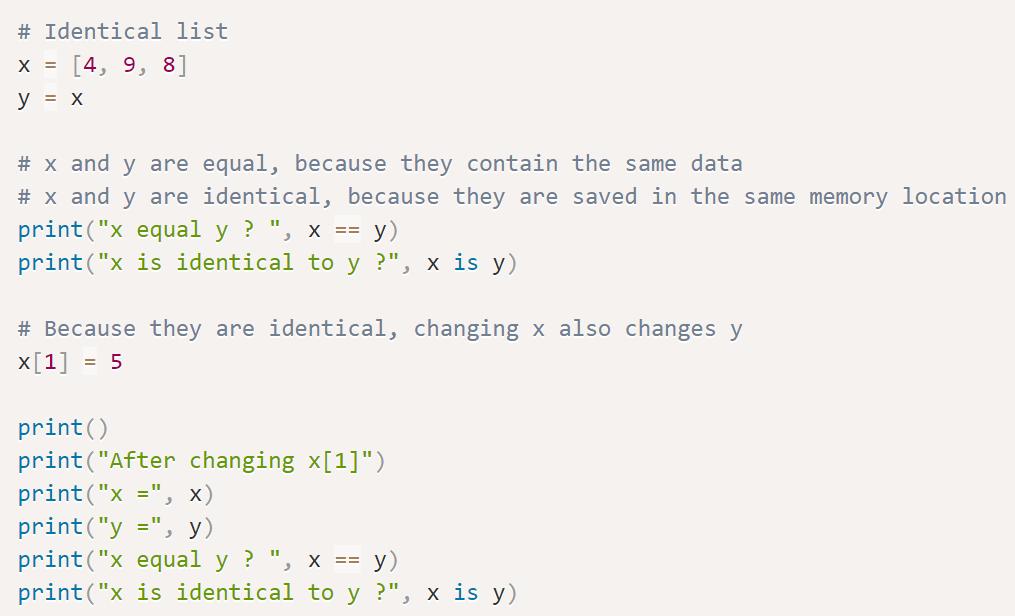 # Identical list
x = [4, 9, 8]
y = x
# x and y are equal, because they contain the same data
# x and y are identical, because they are saved in the same memory location
print("x equal y ? ", x == y)
print("x is identical to y ?", x is y)
# Because they are identical, changing x also changes y
x[1] = 5
print()
print("After changing x[1]")
print("x =", x)
print("y =", y)
print("x equal y ? ", x == y)
print("x is identical to y ?", x is y)